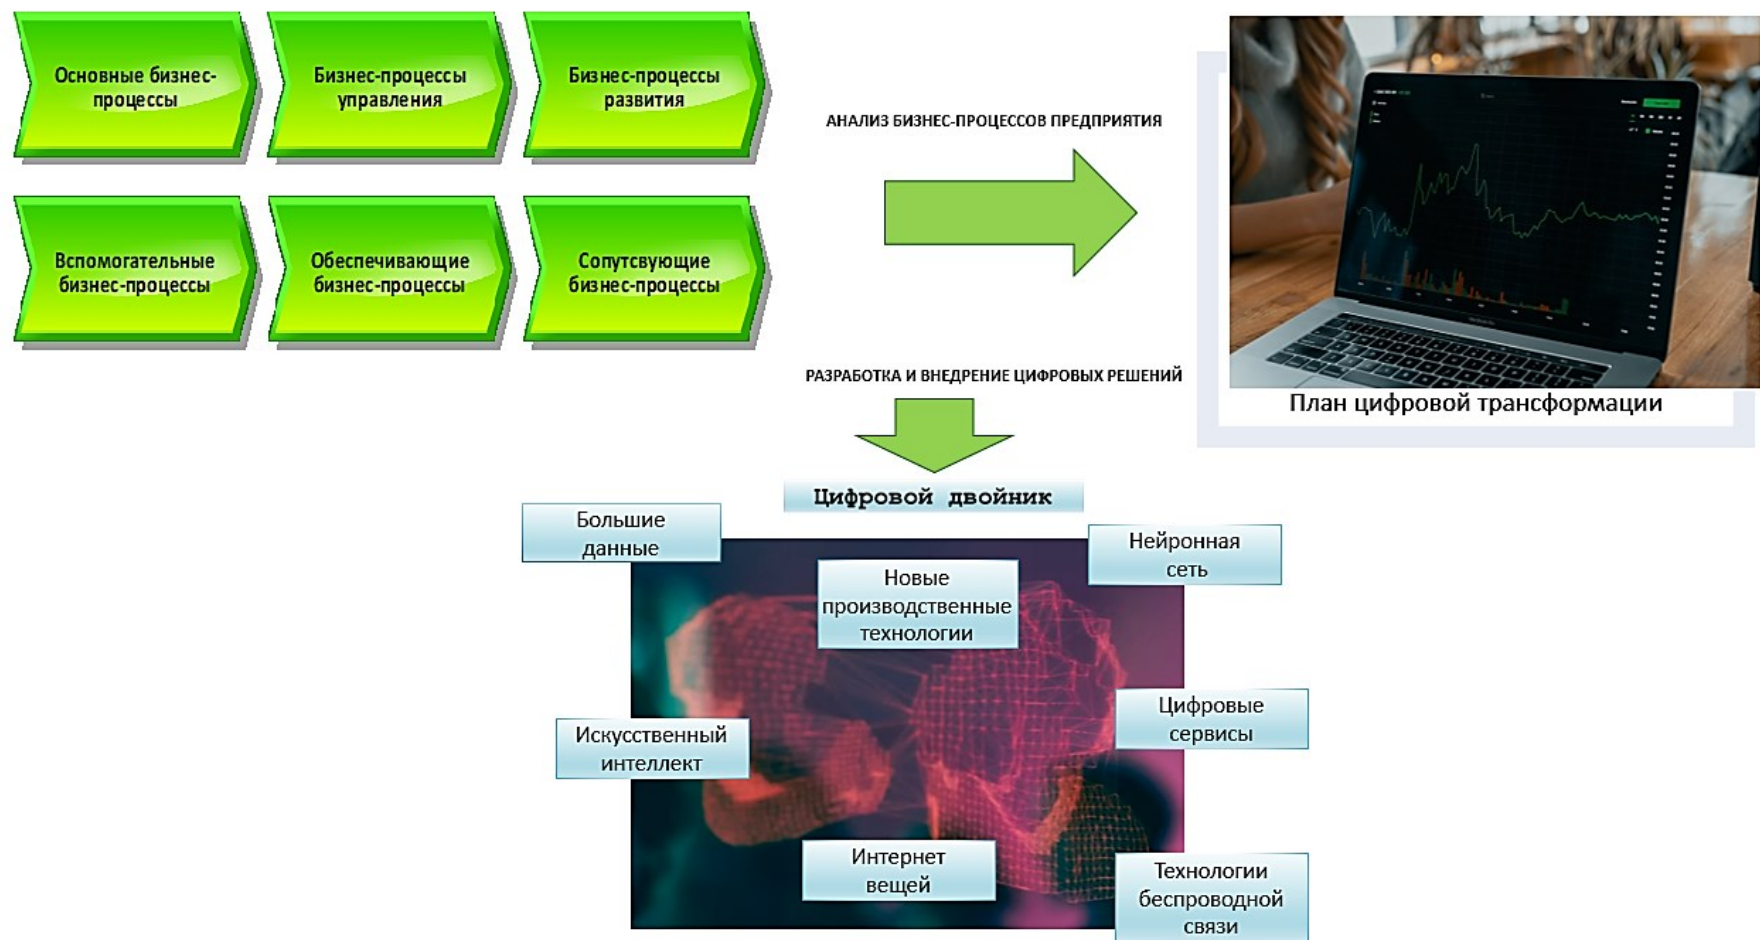 Основные бизнес-
процессы
Бизнес-процессы
управления
Бизнес-процессы
развития
Вспомогательные
бизнес-процессы
Обеспечивающие
бизнес-процессы
Сопутсвующие
бизнес-процессы
АНАЛИЗ БИЗНЕС-ПРОЦЕССОВ ПРЕДПРИЯТИЯ
План цифровой трансформации
РАЗРАБОТКА И ВНЕДРЕНИЕ ЦИФРОВЫХ РЕШЕНИЙ
Цифровой двойник
Большие
данные
Новые
производственные
технологии
Нейронная
сеть
Искусственный
интеллект
Цифровые
сервисы
Интернет
вещей
Технологии
беспроводной
связи